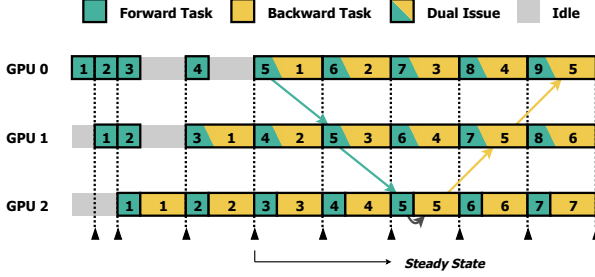 Forward Task Backward Task Dual Issue Idle
GPU 0 1 2 3 4 5 1 6 2 7 3 8 4 9 5
GPU 1 1 2 3 1 4 2 5 3 6 4 7 5 8 6
GPU 2 1 1 2 2 3 3 4 4 5 5 6 6 7 7
Steady State